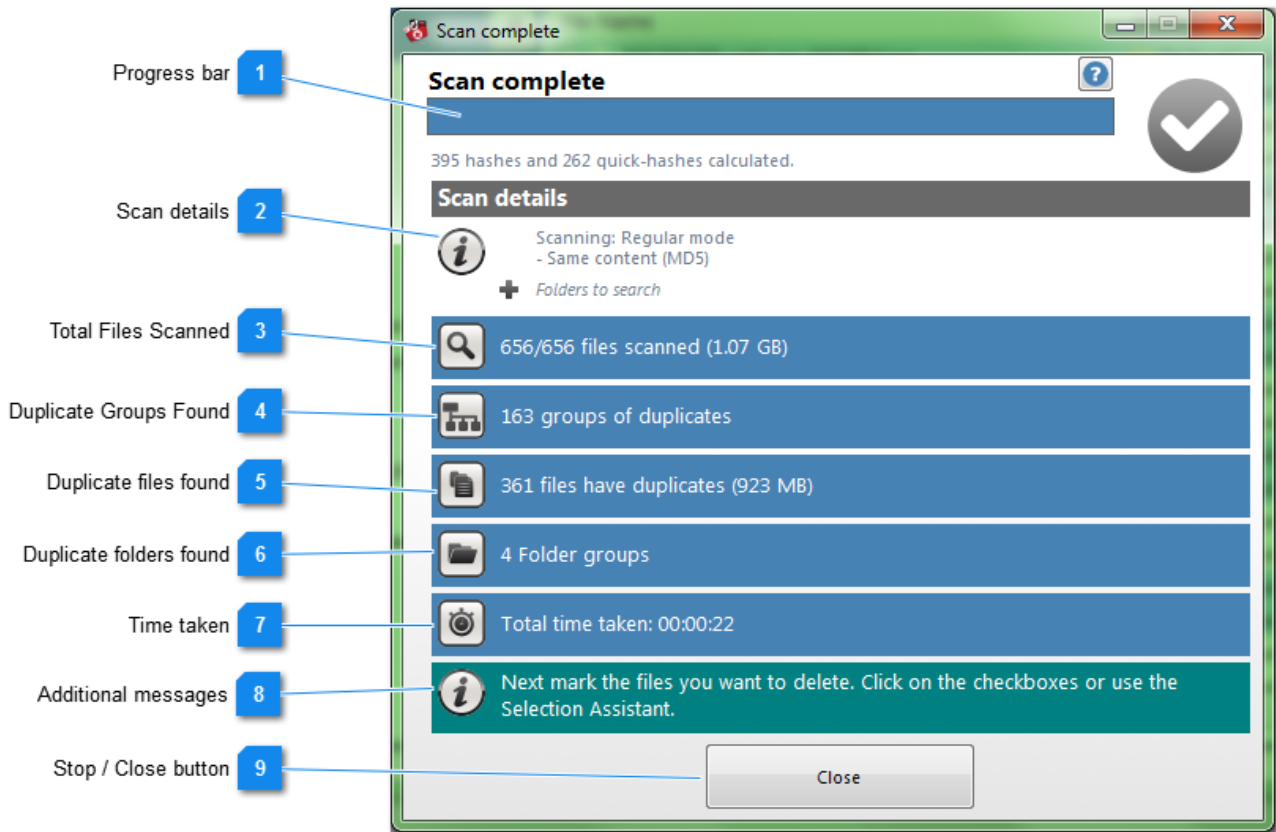 Scan complete
Progress bar 1
Scan complete
?
395 hashes and 262 quick-hashes calculated.
Scan details
Scan details 2
i
Scanning: Regular mode
- Same content (MD5)
Folders to search
Total Files Scanned 3
656/656 files scanned (1.07 GB)
Duplicate Groups Found 4
163 groups of duplicates
Duplicate files found 5
361 files have duplicates (923 MB)
Duplicate folders found 6
4 Folder groups
Time taken 7
Total time taken: 00:00:22
Additional messages 8
i
Next mark the files you want to delete. Click on the checkboxes or use the
Selection Assistant.
Stop / Close button 9
Close